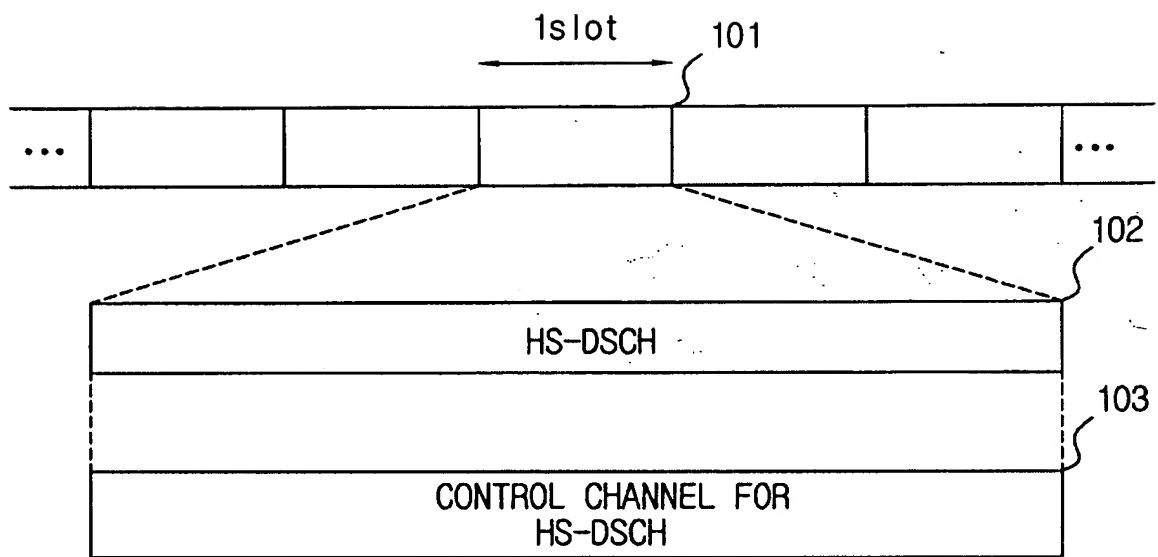 1slot
101
... ...
102
HS-DSCH
103
CONTROL CHANNEL FOR
HS-DSCH